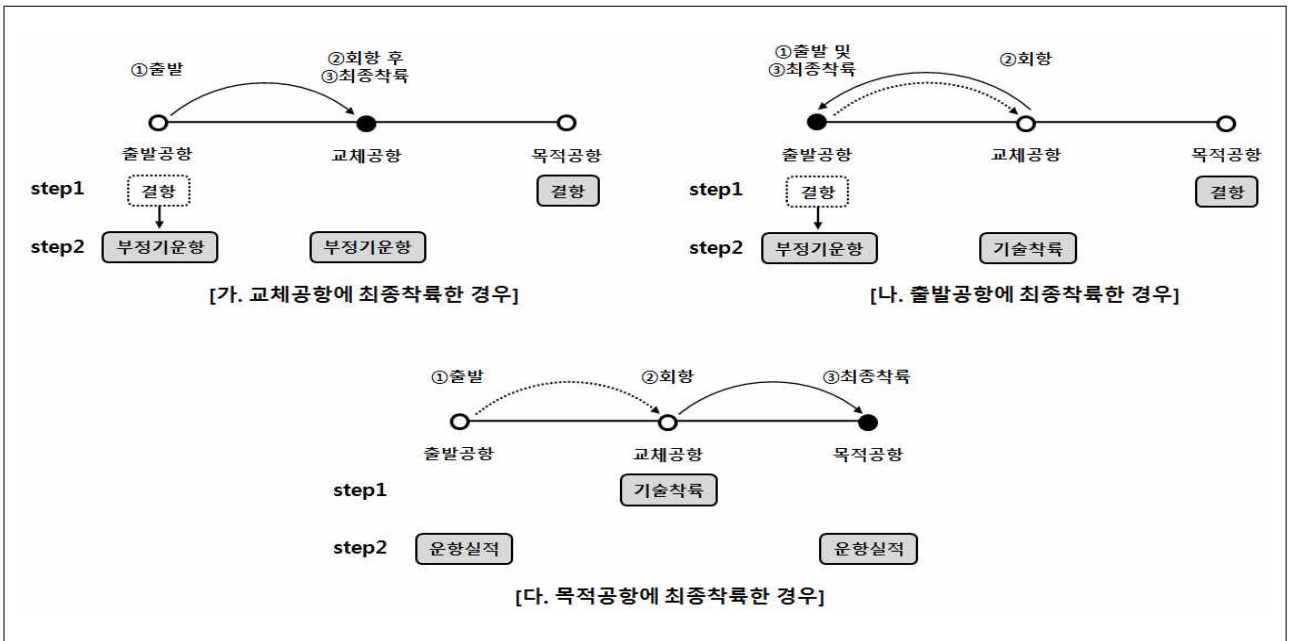 ①출발
②회항 후
③최종착륙
출발공항 교체공항 목적공항
step1 결항 결항
step2 부정기운항 부정기운항
[가. 교체공항에 최종착륙한 경우]
①출발 및
③최종착륙
②회항
출발공항 교체공항 목적공항
step1 결항 결항
step2 부정기운항 기술착륙
[나. 출발공항에 최종착륙한 경우]
①출발 ②회항 ③최종착륙
출발공항 교체공항 목적공항
step1 기술착륙
step2 운항실적 운항실적
[다. 목적공항에 최종착륙한 경우]